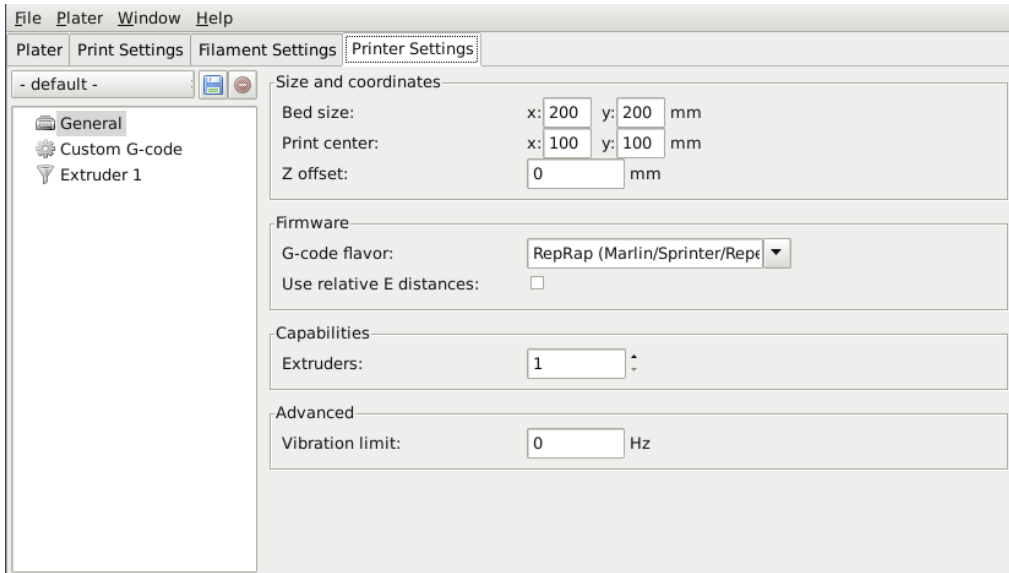 File Plater Window Help
Plater Print Settings Filament Settings Printer Settings
- default -
General
Custom G-code
Extruder 1
Size and coordinates
Bed size: x: 200 y: 200 mm
Print center: x: 100 y: 100 mm
Z offset: 0 mm
Firmware
G-code flavor: RepRap (Marlin/Sprinter/Repe
Use relative E distances:
Capabilities
Extruders: 1
Advanced
Vibration limit: 0 Hz